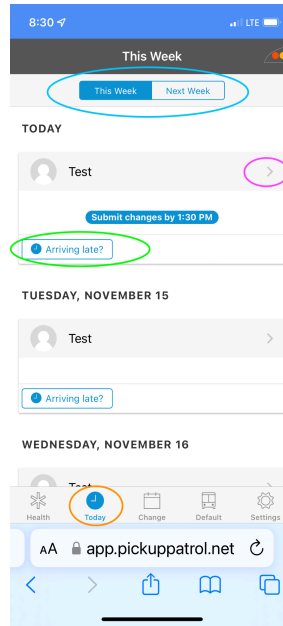 8:30 LTE
This Week
This Week Next Week
TODAY
Test
Submit changes by 1:30 PM
Arriving late?
TUESDAY, NOVEMBER 15
Test
Arriving late?
WEDNESDAY, NOVEMBER 16
Test
Health Today Change Default Settings
AA app.pickuppatrol.net